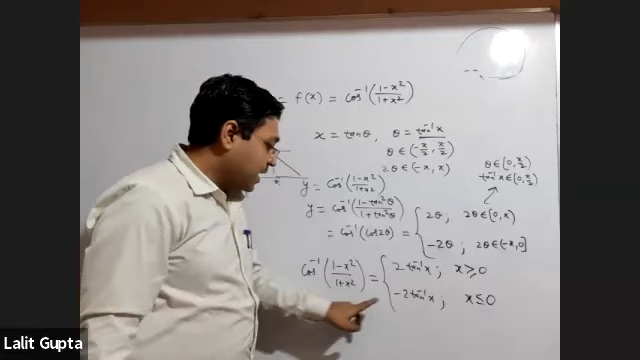 = f(x) = cos⁻¹((1-x²)/(1+x²))
x = tanθ, θ = tan⁻¹x
θ ∈ (-π/2, π/2)
2θ ∈ (-π, π)
θ ∈ [0, π/2)
tan⁻¹x ∈ [0, π/2)
y = cos⁻¹((1-x²)/(1+x²))
y = cos⁻¹((1-tan²θ)/(1+tan²θ))
= cos⁻¹(cos2θ) = { 2θ ; 2θ ∈ [0, π)
-2θ ; 2θ ∈ (-π, 0]
cos⁻¹((1-x²)/(1+x²)) = { 2tan⁻¹x ; x ≥ 0
-2tan⁻¹x ; x ≤ 0
x
Lalit Gupta